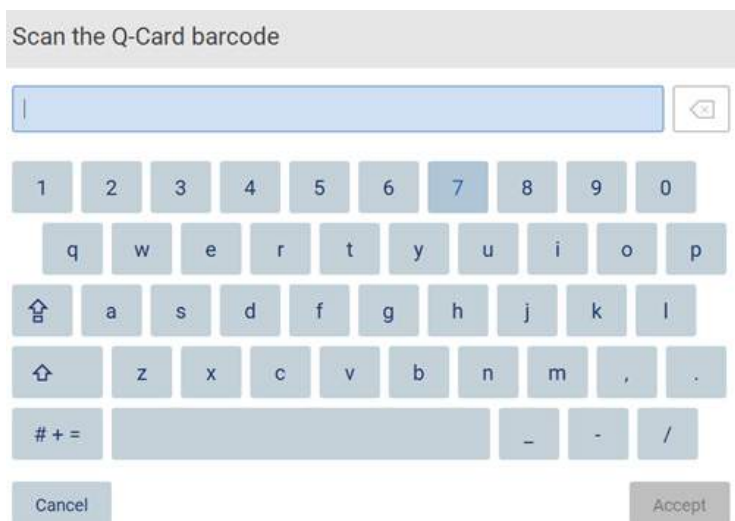 Scan the Q-Card barcode
1 2 3 4 5 6 7 8 9 0
q w e r t y u i o p
a s d f g h j k l
z x c v b n m , .
# + = _ - /
Cancel Accept